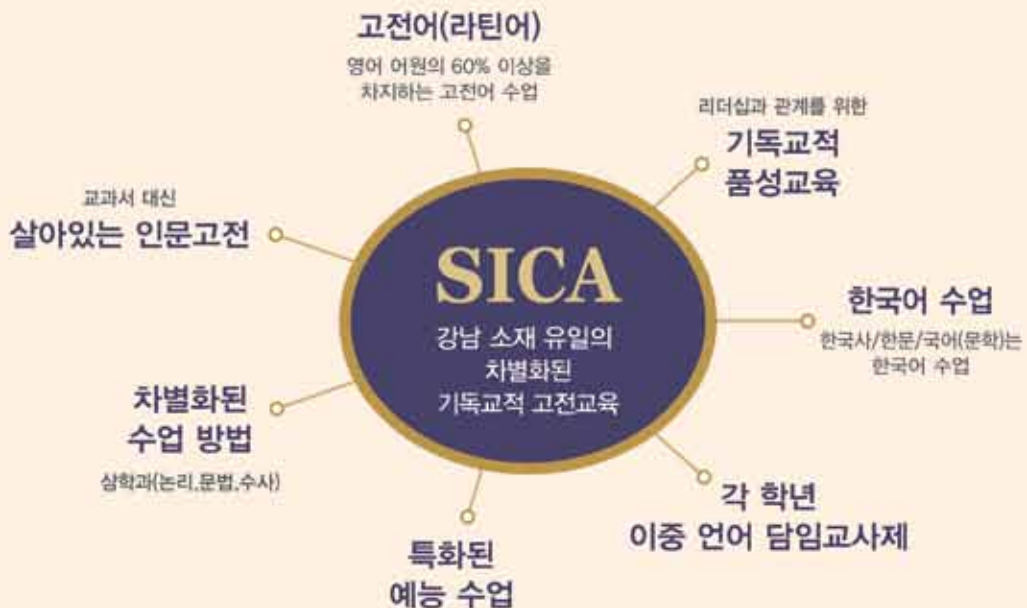 고전어(라틴어)
영어 어원의 60% 이상을
차지하는 고전어 수업
리더십과 관계를 위한
기독교적
품성교육
교과서 대신
살아있는 인문고전
SICA
강남 소재 유일의
차별화된
기독교적 고전교육
한국어 수업
한국사/한문/국어(문학)는
한국어 수업
차별화된
수업 방법
삼학과(논리,문법,수사)
각 학년
이중 언어 담임교사제
특화된
예능 수업